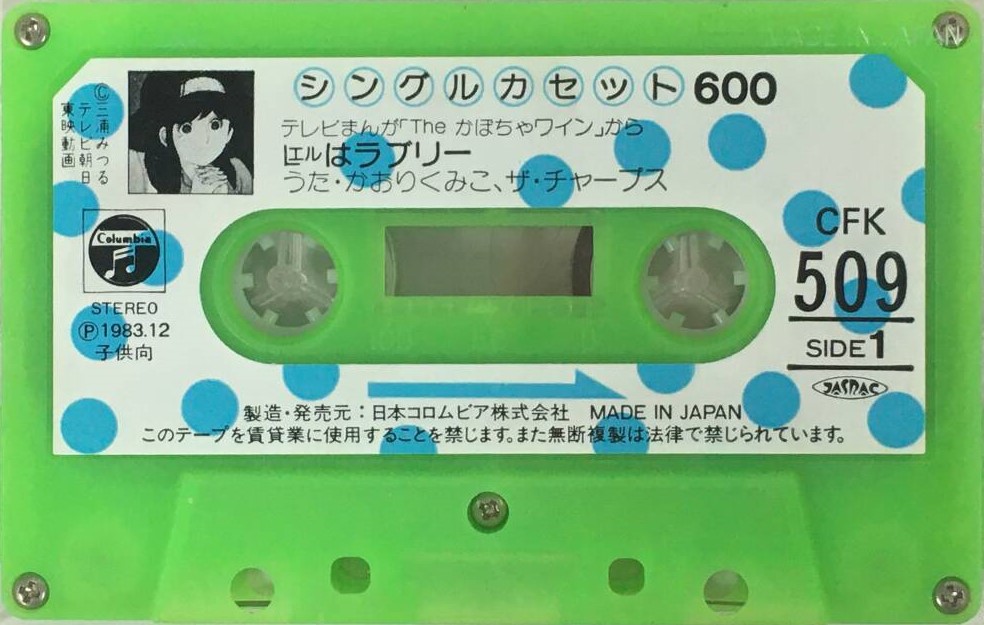 シングルカセット600
テレビまんが「The かぼちゃワイン」から
Lエルはラブリー
うた・かおりくみこ、ザ・チャープス
Ⓒ三浦みつる
テレビ朝日
東映動画
Columbia
STEREO
Ⓟ1983.12
子供向
CFK
509
SIDE 1
JASRAC
製造・発売元：日本コロムビア株式会社 MADE IN JAPAN
このテープを賃貸業に使用することを禁じます。また無断複製は法律で禁じられています。